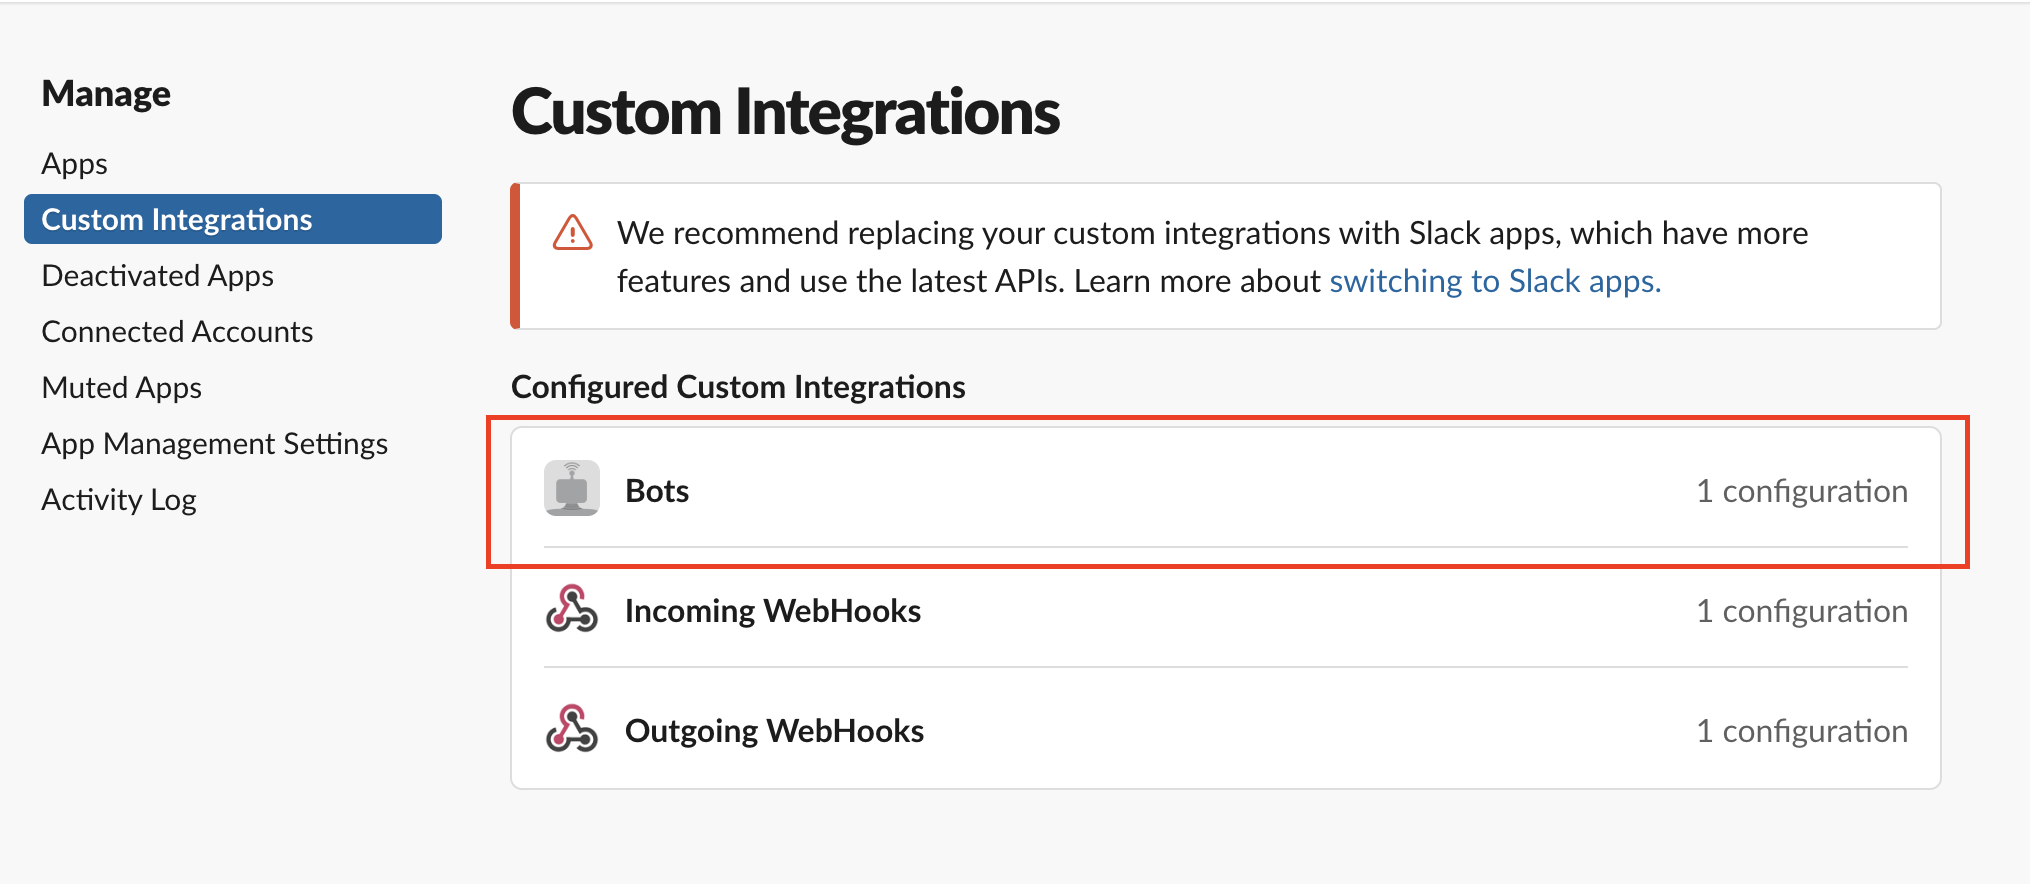 Manage
Apps
Custom Integrations
Deactivated Apps
Connected Accounts
Muted Apps
App Management Settings
Activity Log
Custom Integrations
We recommend replacing your custom integrations with Slack apps, which have more
features and use the latest APIs. Learn more about switching to Slack apps.
Configured Custom Integrations
Bots 1 configuration
Incoming WebHooks 1 configuration
Outgoing WebHooks 1 configuration